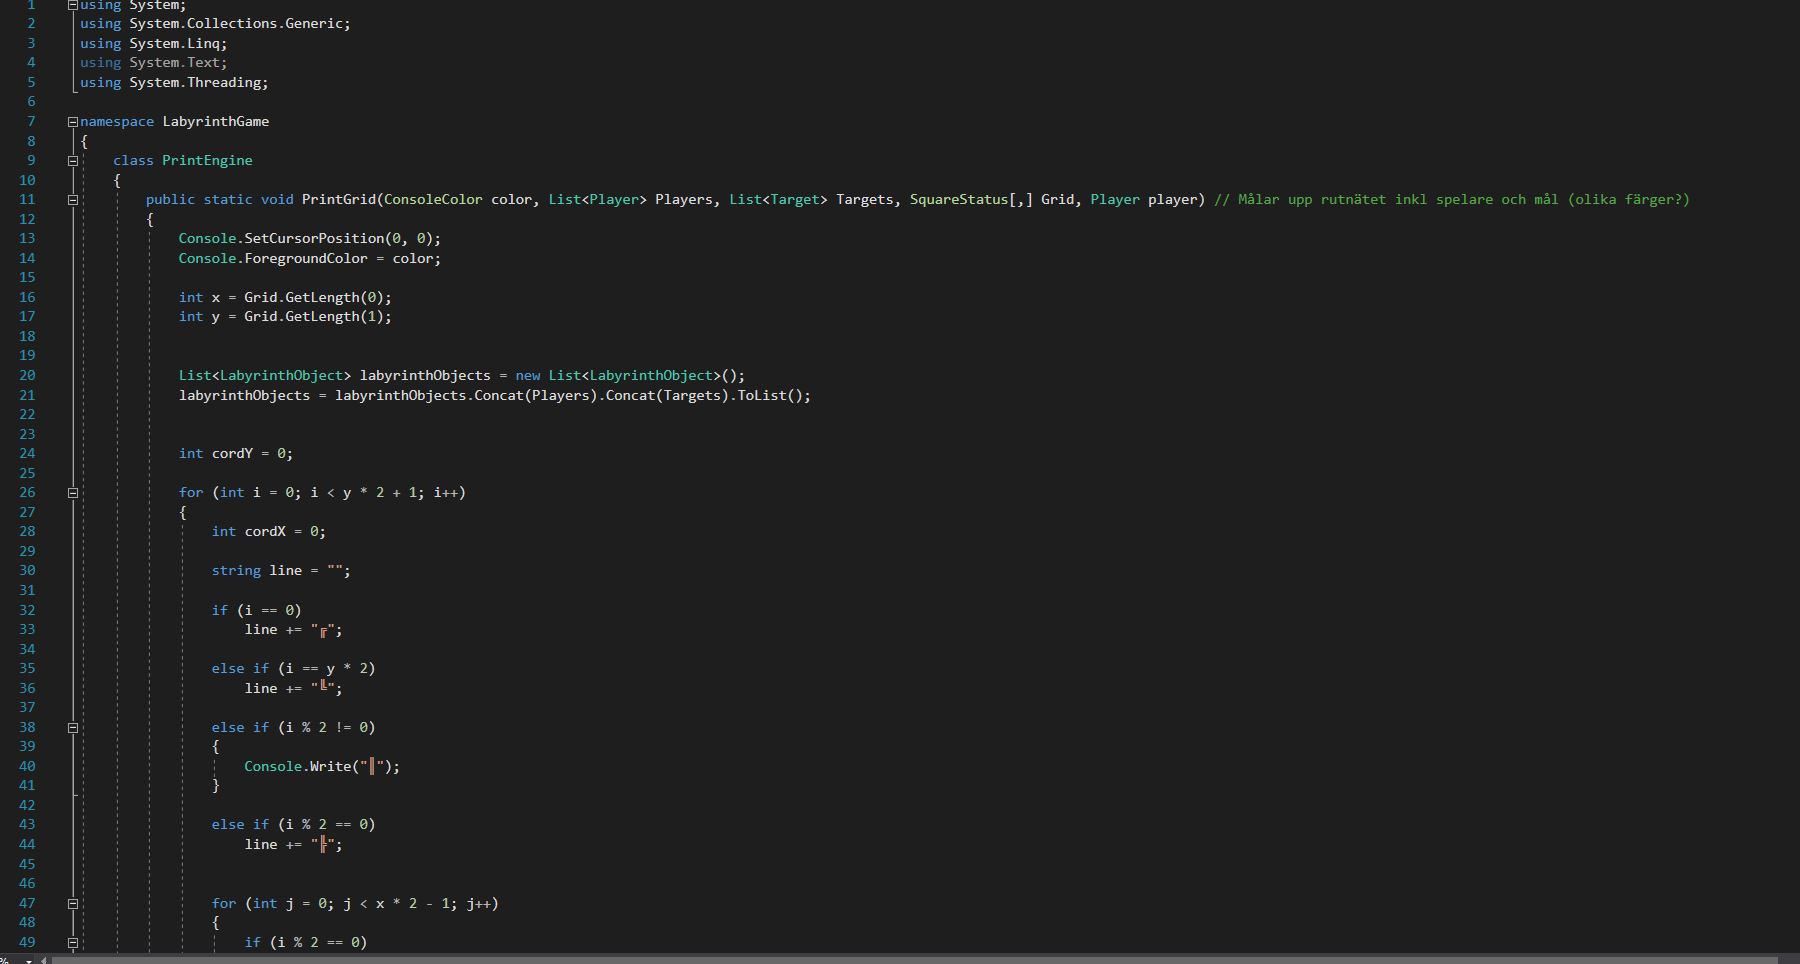 1 using System;
2 using System.Collections.Generic;
3 using System.Linq;
4 using System.Text;
5 using System.Threading;
6
7 namespace LabyrinthGame
8 {
9 class PrintEngine
10 {
11 public static void PrintGrid(ConsoleColor color, List<Player> Players, List<Target> Targets, SquareStatus[,] Grid, Player player) // Målar upp rutnätet inkl spelare och mål (olika färger?)
12 {
13 Console.SetCursorPosition(0, 0);
14 Console.ForegroundColor = color;
15
16 int x = Grid.GetLength(0);
17 int y = Grid.GetLength(1);
18
19
20 List<LabyrinthObject> labyrinthObjects = new List<LabyrinthObject>();
21 labyrinthObjects = labyrinthObjects.Concat(Players).Concat(Targets).ToList();
22
23
24 int cordY = 0;
25
26 for (int i = 0; i < y * 2 + 1; i++)
27 {
28 int cordX = 0;
29
30 string line = "";
31
32 if (i == 0)
33 line += "╔";
34
35 else if (i == y * 2)
36 line += "╚";
37
38 else if (i % 2 != 0)
39 {
40 Console.Write("║");
41 }
42
43 else if (i % 2 == 0)
44 line += "╠";
45
46
47 for (int j = 0; j < x * 2 - 1; j++)
48 {
49 if (i % 2 == 0)
%